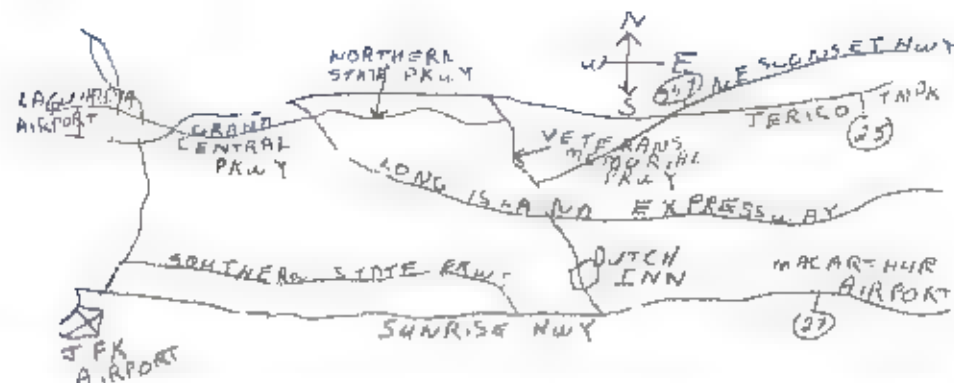 N
W
E
S
NORTHERN
STATE PKWY
NESCONSET HWY
347
LAGUARDIA
AIRPORT
GRAND
CENTRAL
PKWY
JERICO TNPK
25
VETERANS
MEMORIAL
PKWY
LONG ISLAND EXPRESSWAY
SOUTHERN STATE PKWY
DUTCH
INN
MACARTHUR
AIRPORT
27
SUNRISE HWY
JFK
AIRPORT